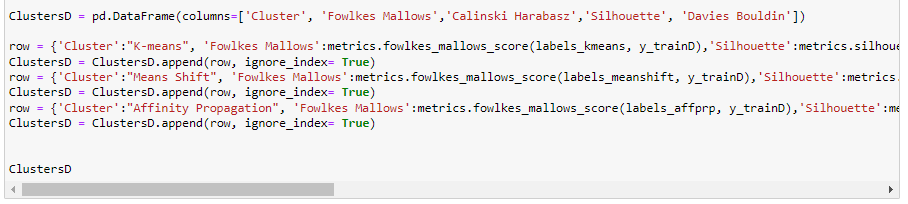 ClustersD = pd.DataFrame(columns=['Cluster', 'Fowlkes Mallows','Calinski Harabasz','Silhouette', 'Davies Bouldin'])
row = {'Cluster':"K-means", 'Fowlkes Mallows':metrics.fowlkes_mallows_score(labels_kmeans, y_trainD),'Silhouette':metrics.silhoue
ClustersD = ClustersD.append(row, ignore_index= True)
row = {'Cluster':"Means Shift", 'Fowlkes Mallows':metrics.fowlkes_mallows_score(labels_meanshift, y_trainD),'Silhouette':metrics.
ClustersD = ClustersD.append(row, ignore_index= True)
row = {'Cluster':"Affinity Propagation", 'Fowlkes Mallows':metrics.fowlkes_mallows_score(labels_affprp, y_trainD),'Silhouette':me
ClustersD = ClustersD.append(row, ignore_index= True)
ClustersD